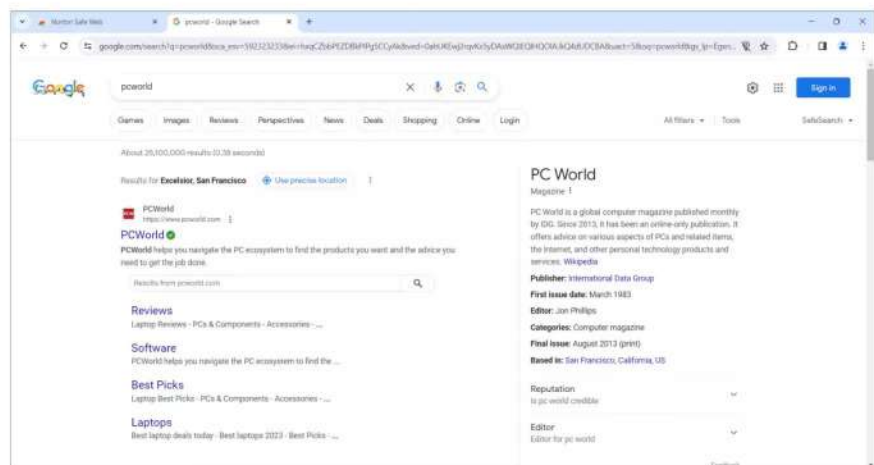 Norton Safe Web
pcworld - Google Search
Google
pcworld
Sign in
Games Images Reviews Perspectives News Deals Shopping Online Login All filters Tools SafeSearch
About 25,100,000 results (0.38 seconds)
Results for Excelsior, San Francisco Use precise location
PCWorld
https://www.pcworld.com
PCWorld
PCWorld helps you navigate the PC ecosystem to find the products you want and the advice you
need to get the job done.
Results from pcworld.com
Reviews
Laptop Reviews - PCs & Components - Accessories - ...
Software
PCWorld helps you navigate the PC ecosystem to find the ...
Best Picks
Laptop Best Picks - PCs & Components - Accessories - ...
Laptops
Best laptop deals today - Best laptops 2023 - Best Picks - ...
PC World
Magazine
PC World is a global computer magazine published monthly
by IDG. Since 2013, it has been an online-only publication. It
offers advice on various aspects of PCs and related items,
the Internet, and other personal technology products and
services. Wikipedia
Publisher: International Data Group
First issue date: March 1983
Editor: Jon Phillips
Categories: Computer magazine
Final issue: August 2013 (print)
Based in: San Francisco, California, US
Reputation
Is pc world credible
Editor
Editor for pc world
Feedback